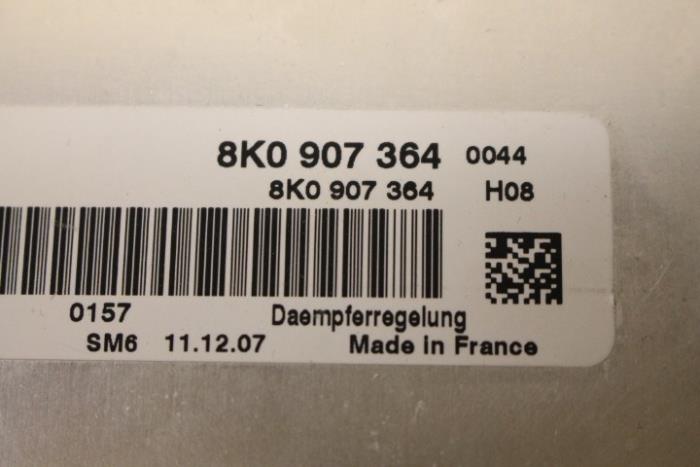 8K0 907 364 0044
8K0 907 364 H08
0157 Daempferregelung
SM6 11.12.07 Made in France